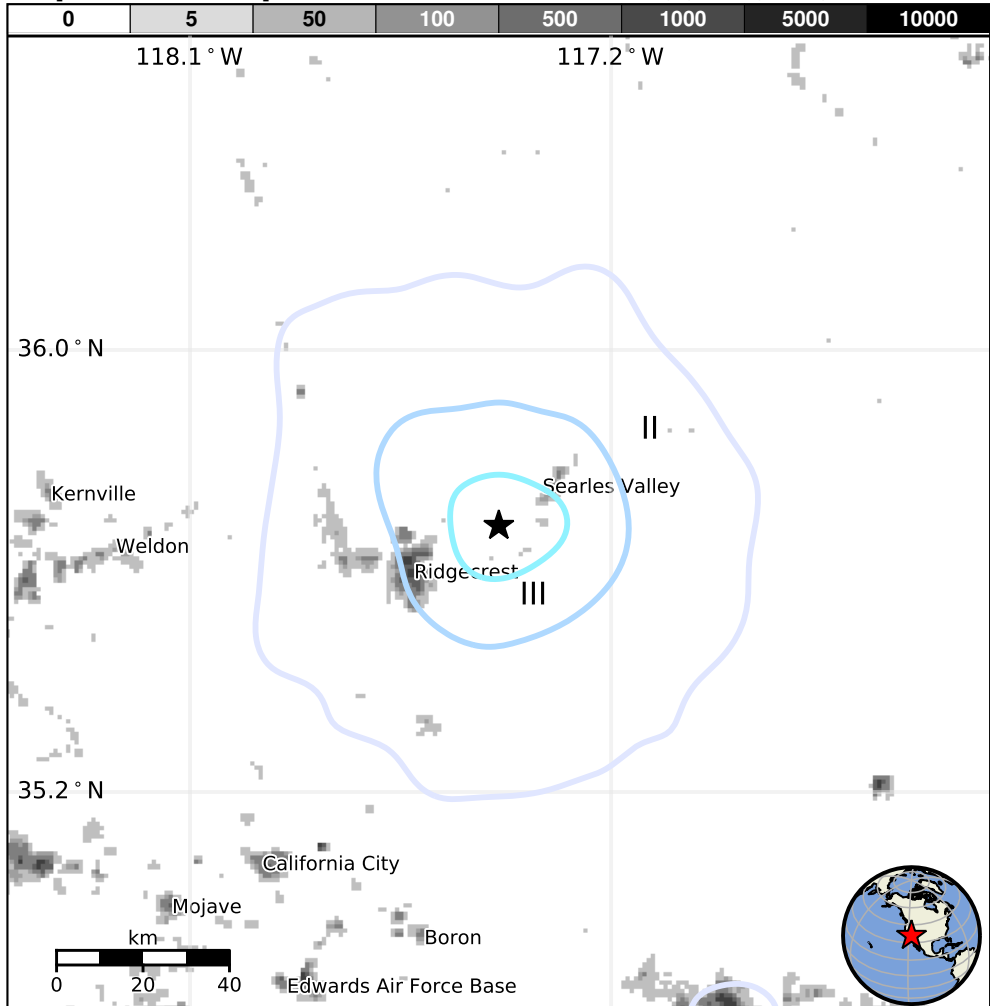 0 5 50 100 500 1000 5000 10000
118.1°W 117.2°W
36.0°N
II
Searles Valley
Kernville
Weldon
Ridgecrest
III
35.2°N
California City
Mojave
Boron
km
0 20 40
Edwards Air Force Base